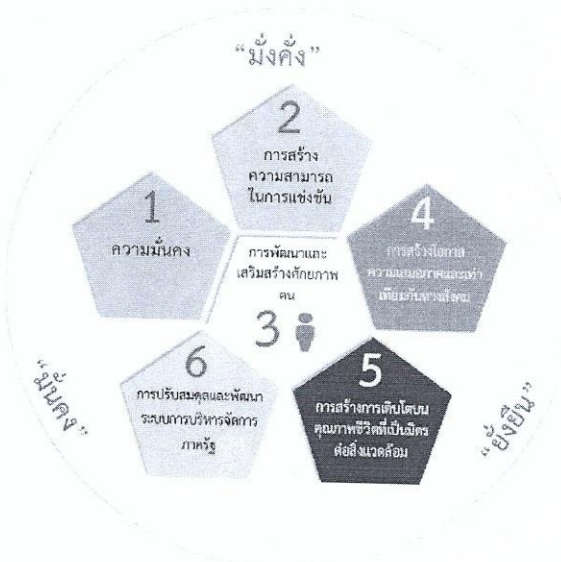 “มั่งคั่ง”
2
การสร้าง
ความสามารถ
ในการแข่งขัน
1
ความมั่นคง
4
การสร้างโอกาส
ความเสมอภาคและเท่า
เทียมกันทางสังคม
การพัฒนาและ
เสริมสร้างศักยภาพ
คน
3
6
การปรับสมดุลและพัฒนา
ระบบการบริหารจัดการ
ภาครัฐ
5
การสร้างการเติบโตบน
คุณภาพชีวิตที่เป็นมิตร
ต่อสิ่งแวดล้อม
“มั่นคง”
“ยั่งยืน”